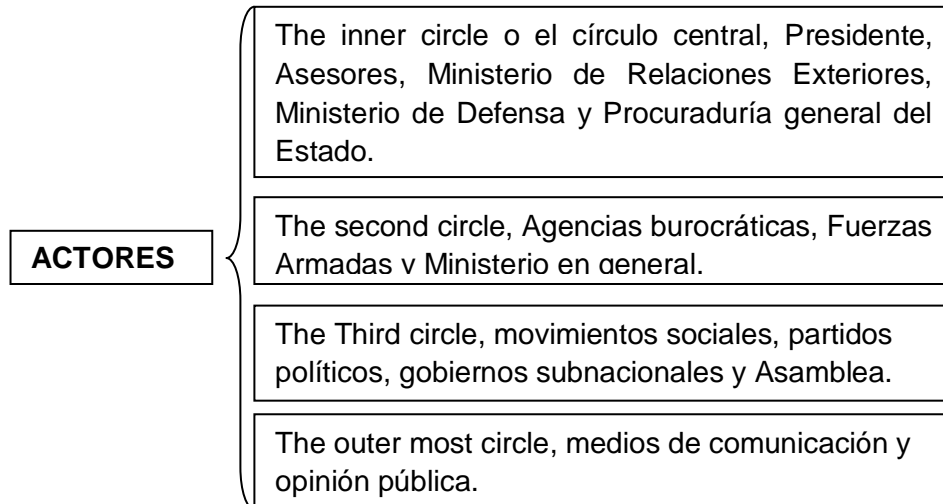 The inner circle o el círculo central, Presidente,
Asesores, Ministerio de Relaciones Exteriores,
Ministerio de Defensa y Procuraduría general del
Estado.
ACTORES
The second circle, Agencias burocráticas, Fuerzas
Armadas y Ministerio en general.
The Third circle, movimientos sociales, partidos
políticos, gobiernos subnacionales y Asamblea.
The outer most circle, medios de comunicación y
opinión pública.